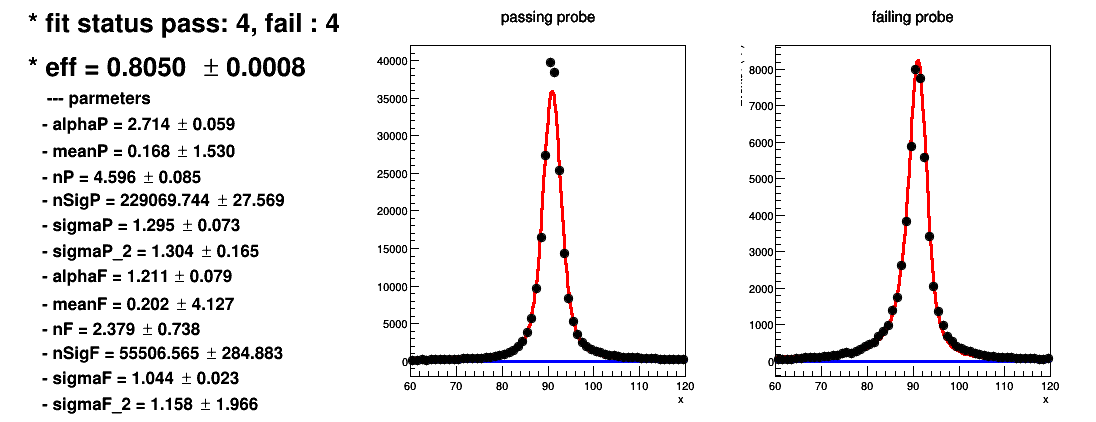 * fit status pass: 4, fail : 4
* eff = 0.8050 ± 0.0008
--- parmeters
- alphaP = 2.714 ± 0.059
- meanP = 0.168 ± 1.530
- nP = 4.596 ± 0.085
- nSigP = 229069.744 ± 27.569
- sigmaP = 1.295 ± 0.073
- sigmaP_2 = 1.304 ± 0.165
- alphaF = 1.211 ± 0.079
- meanF = 0.202 ± 4.127
- nF = 2.379 ± 0.738
- nSigF = 55506.565 ± 284.883
- sigmaF = 1.044 ± 0.023
- sigmaF_2 = 1.158 ± 1.966
passing probe
40000
35000
30000
25000
20000
15000
10000
5000
0
60 70 80 90 100 110 120
x
failing probe
8000
7000
6000
5000
4000
3000
2000
1000
0
60 70 80 90 100 110 120
x